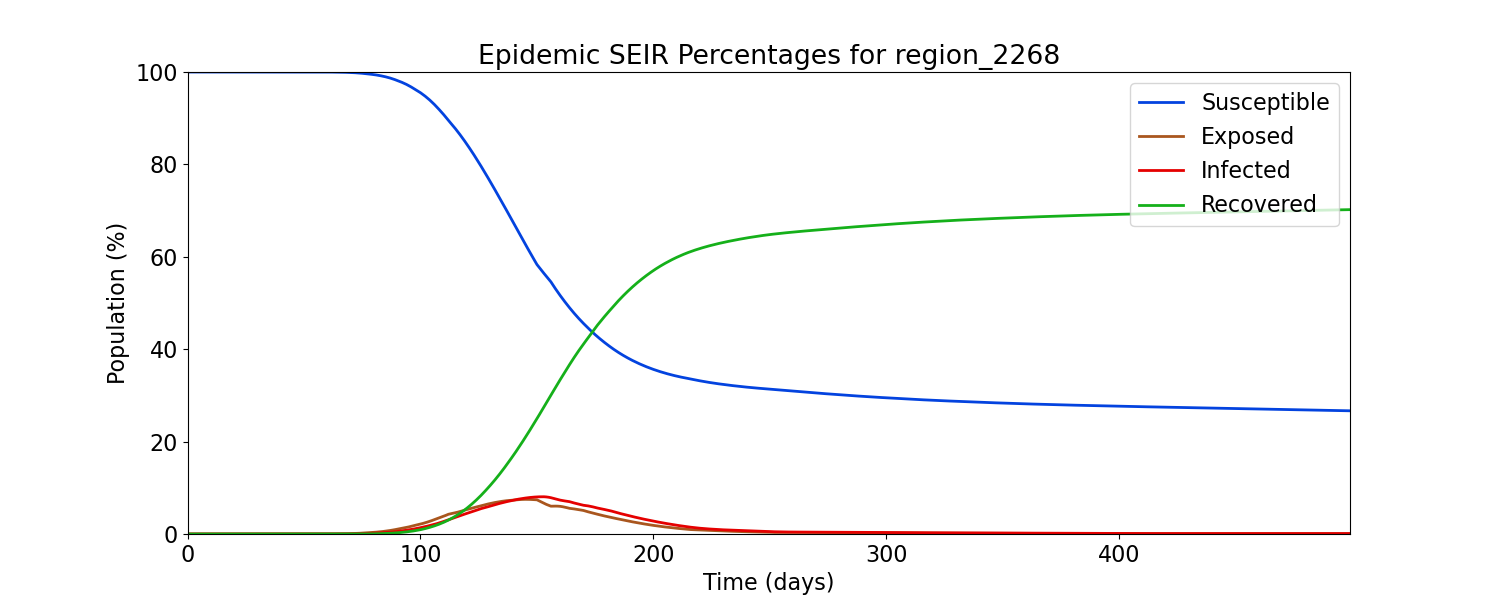 Epidemic SEIR Percentages for region_2268
100
80
60
40
20
0
Population (%)
Susceptible
Exposed
Infected
Recovered
0 100 200 300 400
Time (days)